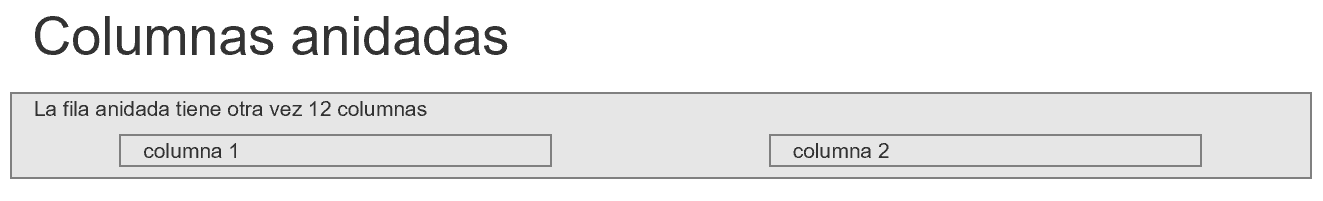 Columnas anidadas
La fila anidada tiene otra vez 12 columnas
columna 1
columna 2